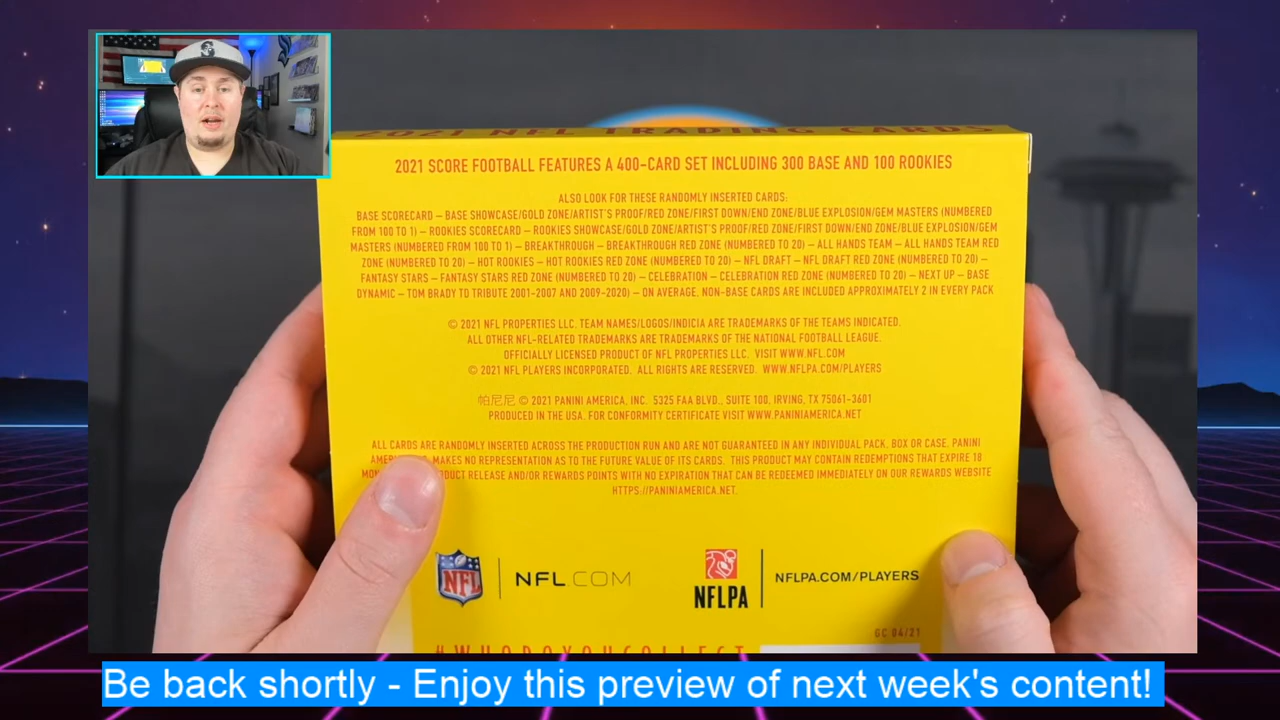 2021 NFL TRADING CARDS
2021 SCORE FOOTBALL FEATURES A 400-CARD SET INCLUDING 300 BASE AND 100 ROOKIES
ALSO LOOK FOR THESE RANDOMLY INSERTED CARDS:
BASE SCORECARD – BASE SHOWCASE/GOLD ZONE/ARTIST'S PROOF/RED ZONE/FIRST DOWN/END ZONE/BLUE EXPLOSION/GEM MASTERS (NUMBERED
FROM 100 TO 1) – ROOKIES SCORECARD – ROOKIES SHOWCASE/GOLD ZONE/ARTIST'S PROOF/RED ZONE/FIRST DOWN/END ZONE/BLUE EXPLOSION/GEM
MASTERS (NUMBERED FROM 100 TO 1) – BREAKTHROUGH – BREAKTHROUGH RED ZONE (NUMBERED TO 20) – ALL HANDS TEAM – ALL HANDS TEAM RED
ZONE (NUMBERED TO 20) – HOT ROOKIES – HOT ROOKIES RED ZONE (NUMBERED TO 20) – NFL DRAFT – NFL DRAFT RED ZONE (NUMBERED TO 20) –
FANTASY STARS – FANTASY STARS RED ZONE (NUMBERED TO 20) – CELEBRATION – CELEBRATION RED ZONE (NUMBERED TO 20) – NEXT UP – BASE
DYNAMIC – TOM BRADY TD TRIBUTE 2001-2007 AND 2009-2020) – ON AVERAGE, NON-BASE CARDS ARE INCLUDED APPROXIMATELY 2 IN EVERY PACK
© 2021 NFL PROPERTIES LLC. TEAM NAMES/LOGOS/INDICIA ARE TRADEMARKS OF THE TEAMS INDICATED.
ALL OTHER NFL-RELATED TRADEMARKS ARE TRADEMARKS OF THE NATIONAL FOOTBALL LEAGUE.
OFFICIALLY LICENSED PRODUCT OF NFL PROPERTIES LLC. VISIT WWW.NFL.COM
© 2021 NFL PLAYERS INCORPORATED. ALL RIGHTS ARE RESERVED. WWW.NFLPA.COM/PLAYERS
帕尼尼 © 2021 PANINI AMERICA, INC. 5325 FAA BLVD., SUITE 100, IRVING, TX 75061-3601
PRODUCED IN THE USA. FOR CONFORMITY CERTIFICATE VISIT WWW.PANINIAMERICA.NET
ALL CARDS ARE RANDOMLY INSERTED ACROSS THE PRODUCTION RUN AND ARE NOT GUARANTEED IN ANY INDIVIDUAL PACK, BOX OR CASE. PANINI
MAKES NO REPRESENTATION AS TO THE FUTURE VALUE OF ITS CARDS. THIS PRODUCT MAY CONTAIN REDEMPTIONS THAT EXPIRE 18
RELEASE AND/OR REWARDS POINTS WITH NO EXPIRATION THAT CAN BE REDEEMED IMMEDIATELY ON OUR REWARDS WEBSITE
HTTPS://PANINIAMERICA.NET.
NFL NFL.COM NFLPA NFLPA.COM/PLAYERS
GC 04/21
#WHODOYOUCOLLECT
Be back shortly - Enjoy this preview of next week's content!